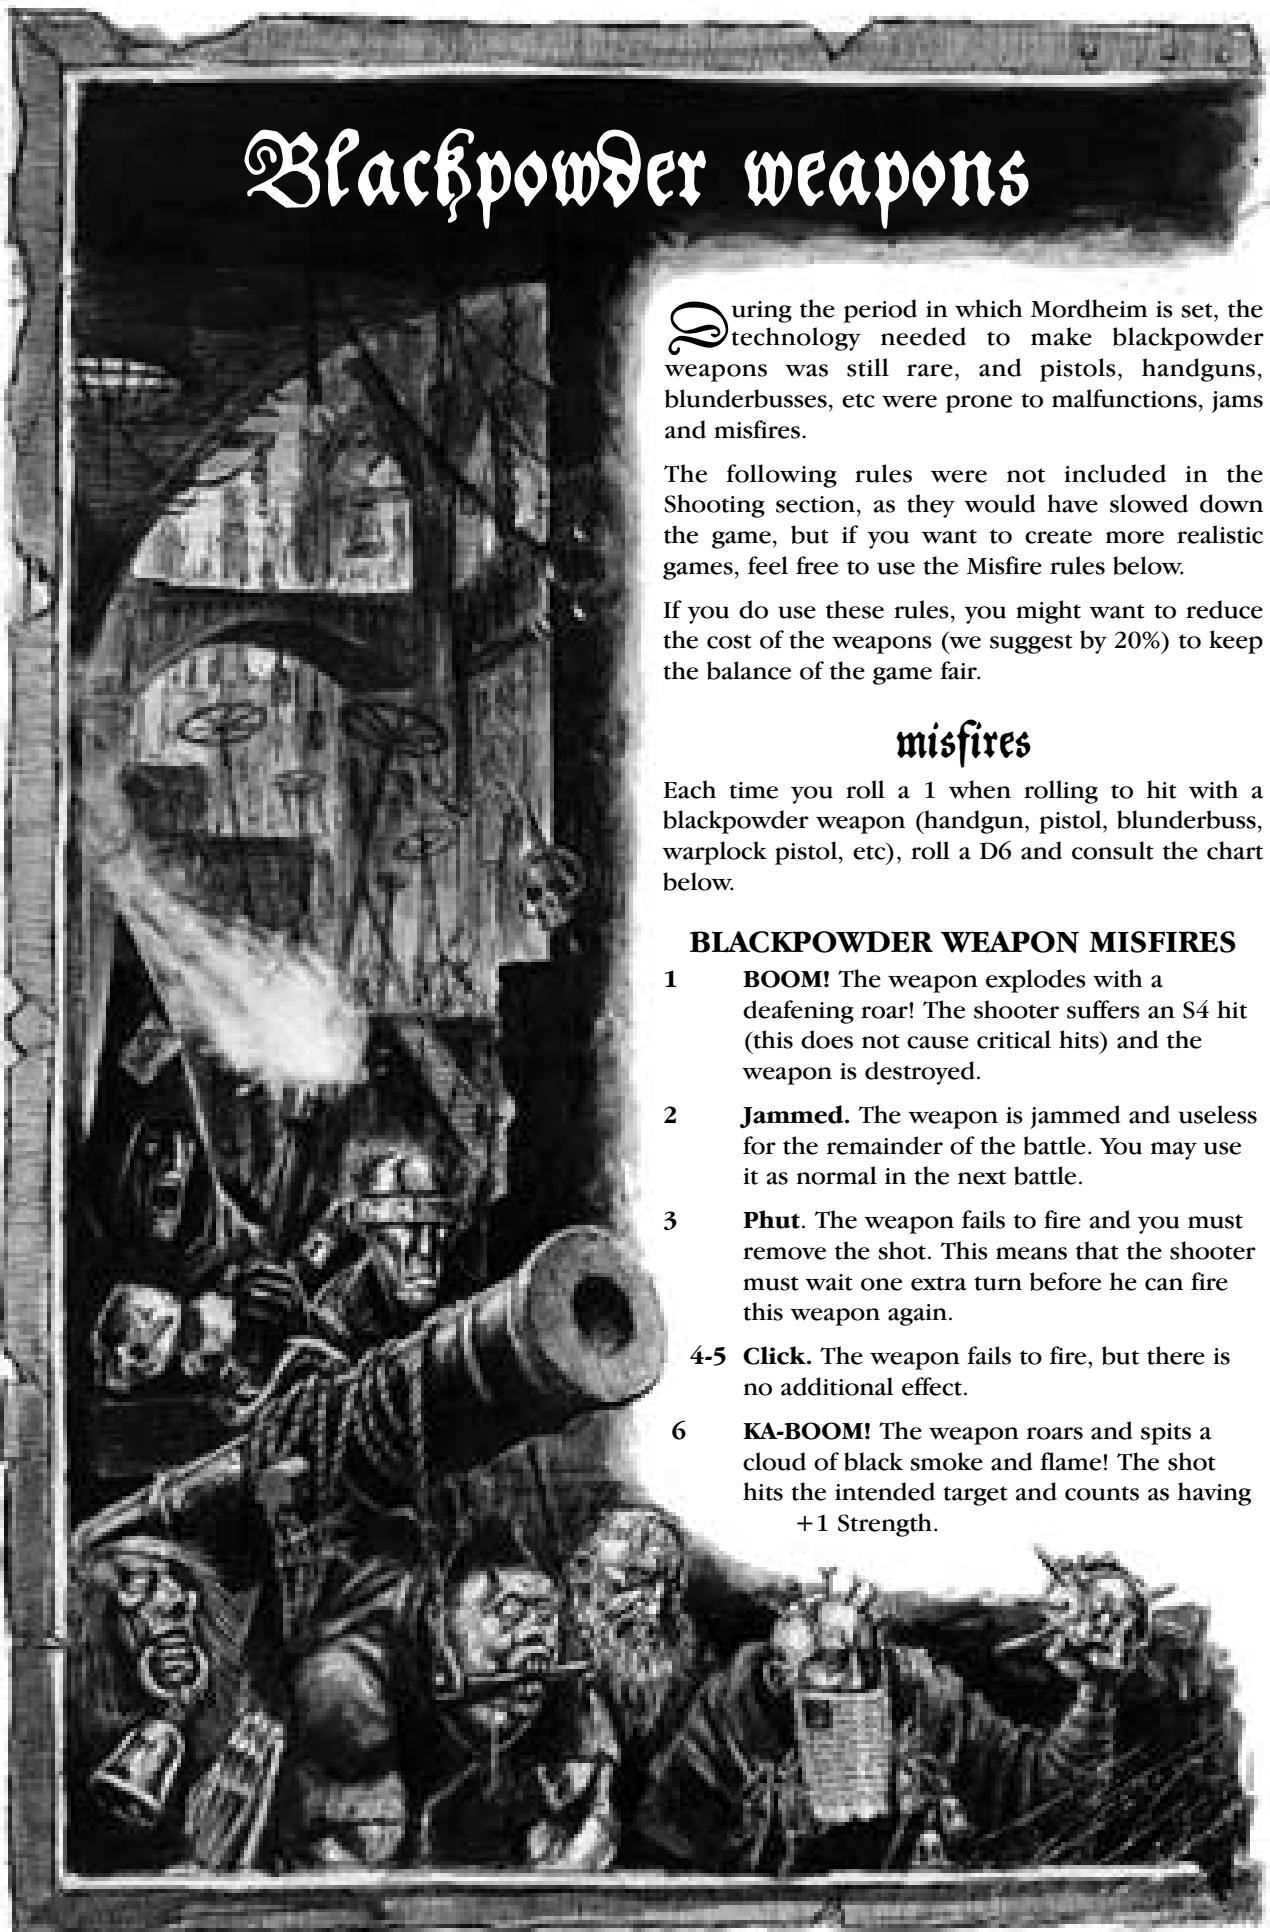 Blackpowder weapons
During the period in which Mordheim is set, the
technology needed to make blackpowder
weapons was still rare, and pistols, handguns,
blunderbusses, etc were prone to malfunctions, jams
and misfires.
The following rules were not included in the
Shooting section, as they would have slowed down
the game, but if you want to create more realistic
games, feel free to use the Misfire rules below.
If you do use these rules, you might want to reduce
the cost of the weapons (we suggest by 20%) to keep
the balance of the game fair.
misfires
Each time you roll a 1 when rolling to hit with a
blackpowder weapon (handgun, pistol, blunderbuss,
warplock pistol, etc), roll a D6 and consult the chart
below.
BLACKPOWDER WEAPON MISFIRES
1 BOOM! The weapon explodes with a
deafening roar! The shooter suffers an S4 hit
(this does not cause critical hits) and the
weapon is destroyed.
2 Jammed. The weapon is jammed and useless
for the remainder of the battle. You may use
it as normal in the next battle.
3 Phut. The weapon fails to fire and you must
remove the shot. This means that the shooter
must wait one extra turn before he can fire
this weapon again.
4-5 Click. The weapon fails to fire, but there is
no additional effect.
6 KA-BOOM! The weapon roars and spits a
cloud of black smoke and flame! The shot
hits the intended target and counts as having
+1 Strength.